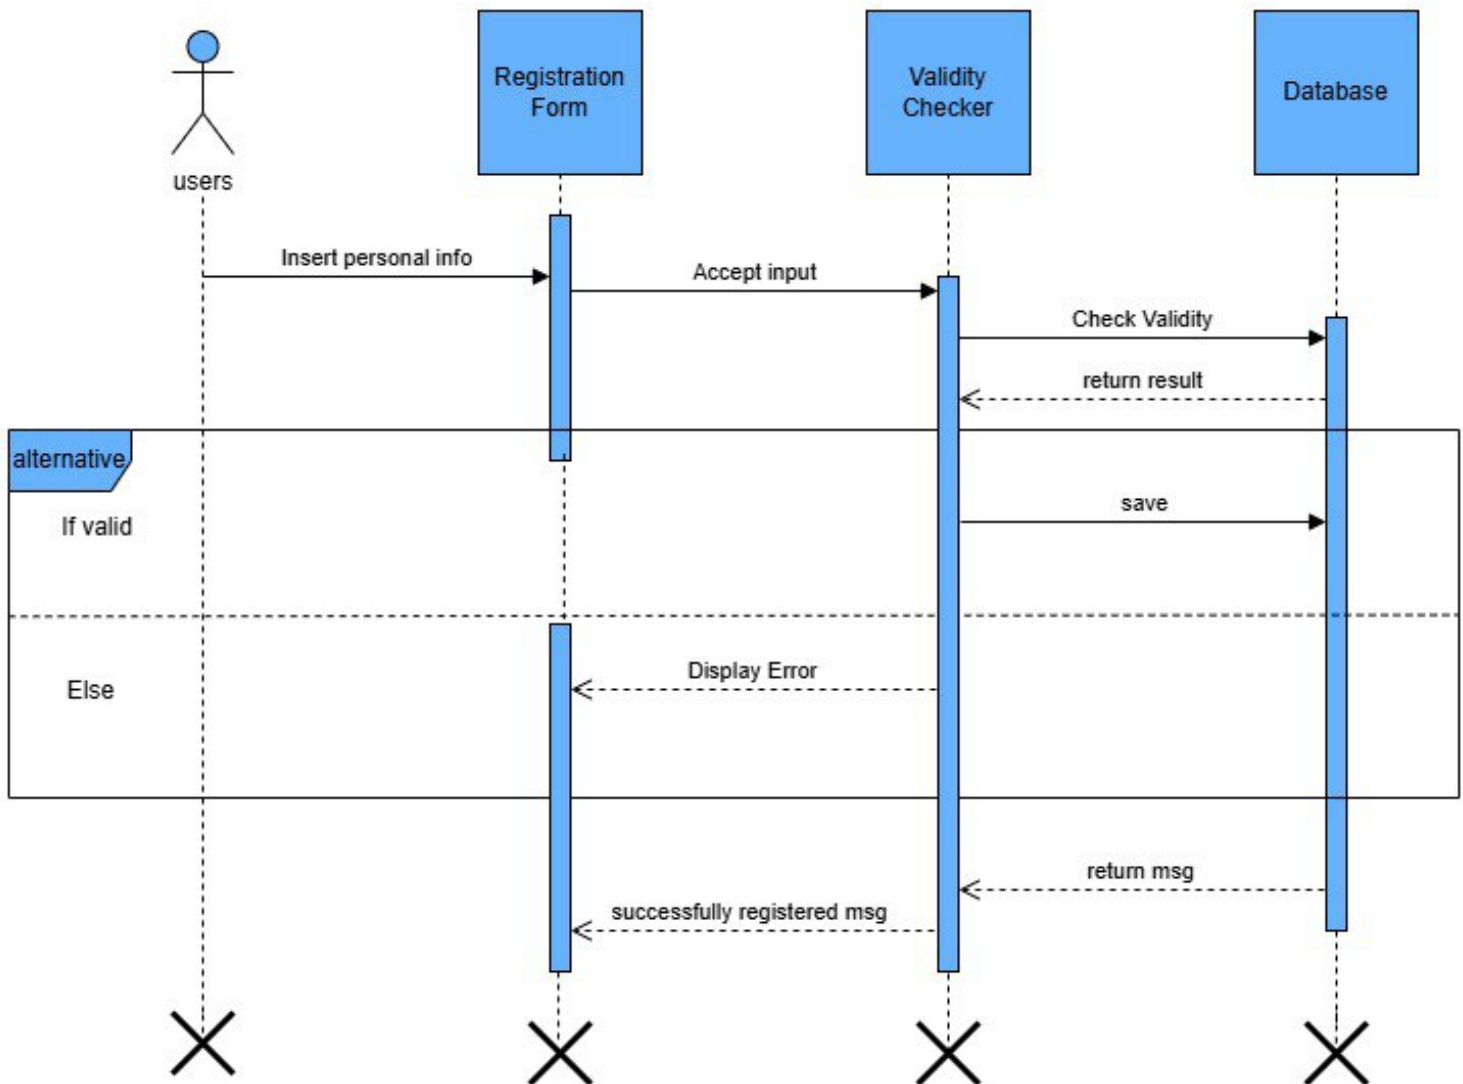 Registration
Form
Validity
Checker
Database
users
Insert personal info
Accept input
Check Validity
return result
alternative
save
If valid
Display Error
Else
return msg
successfully registered msg